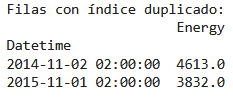 Filas con índice duplicado:
Energy
Datetime
2014-11-02 02:00:00 4613.0
2015-11-01 02:00:00 3832.0